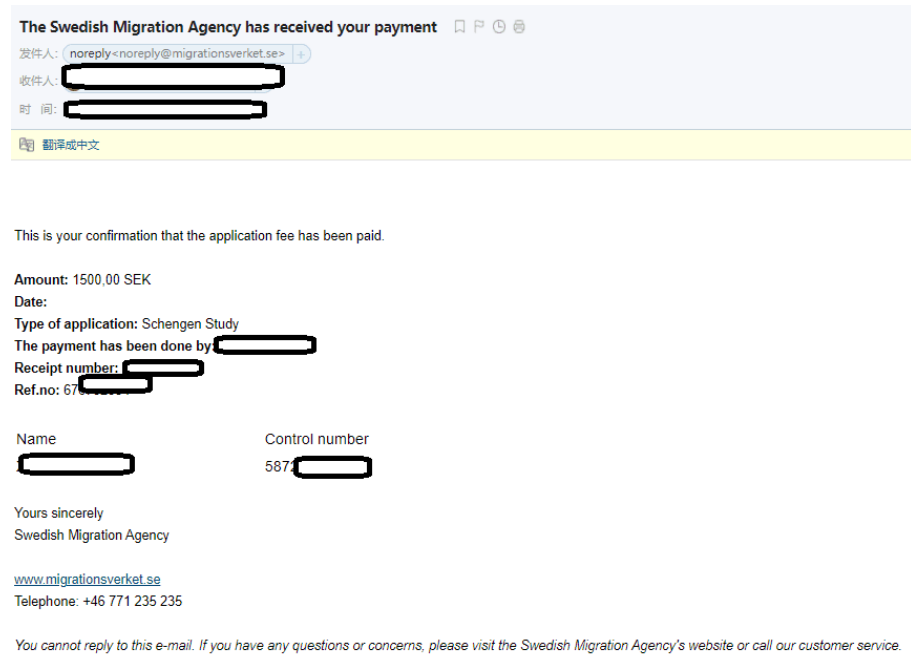 The Swedish Migration Agency has received your payment
发件人: noreply<noreply@migrationsverket.se> +
收件人:
时 间:
翻译成中文
This is your confirmation that the application fee has been paid.
Amount: 1500,00 SEK
Date:
Type of application: Schengen Study
The payment has been done by:
Receipt number:
Ref.no: 67
Name Control number
5872
Yours sincerely
Swedish Migration Agency
www.migrationsverket.se
Telephone: +46 771 235 235
You cannot reply to this e-mail. If you have any questions or concerns, please visit the Swedish Migration Agency's website or call our customer service.